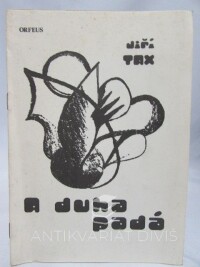 ORFEUS
JIŘÍ
TAX
A duha
padá
ANTIKVARIÁT DIVIŠ